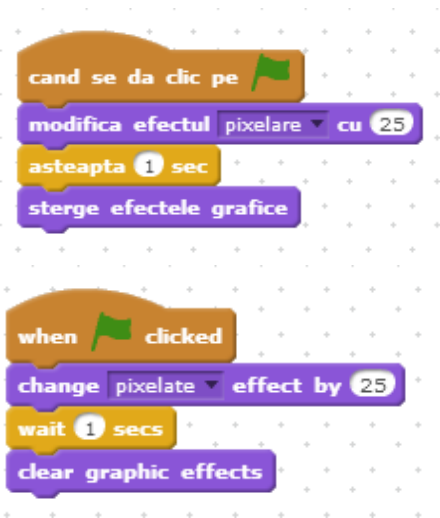 cand se da clic pe
modifica efectul pixelare cu 25
asteapta 1 sec
sterge efectele grafice
when clicked
change pixelate effect by 25
wait 1 secs
clear graphic effects